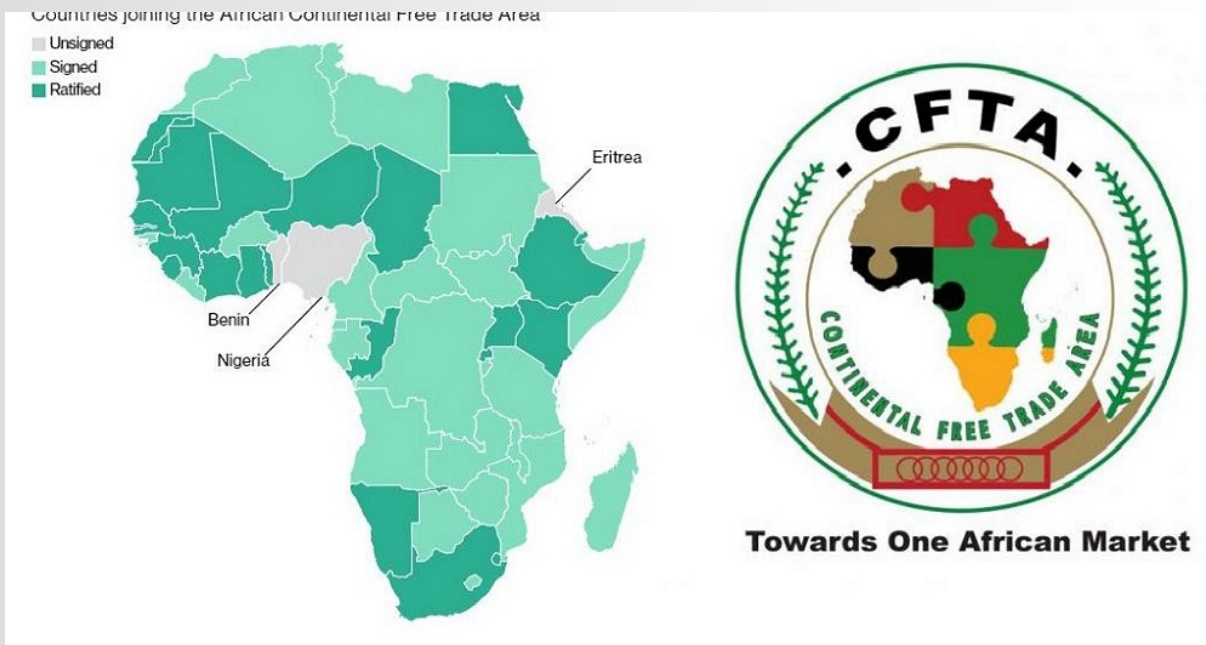 Countries joining the African Continental Free Trade Area
Unsigned
Signed
Ratified
Eritrea
Benin
Nigeria
. CFTA .
CONTINENTAL FREE TRADE AREA
Towards One African Market